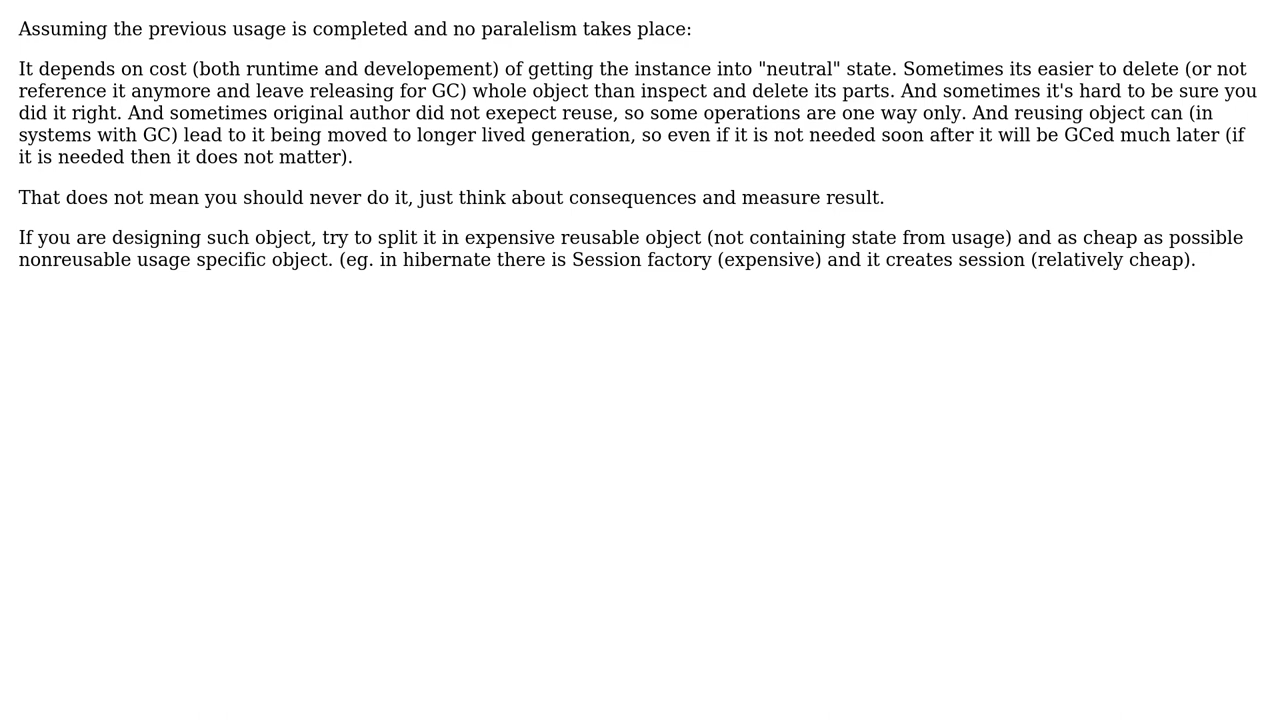 Assuming the previous usage is completed and no paralelism takes place:
It depends on cost (both runtime and developement) of getting the instance into "neutral" state. Sometimes its easier to delete (or not
reference it anymore and leave releasing for GC) whole object than inspect and delete its parts. And sometimes it's hard to be sure you
did it right. And sometimes original author did not exepect reuse, so some operations are one way only. And reusing object can (in
systems with GC) lead to it being moved to longer lived generation, so even if it is not needed soon after it will be GCed much later (if
it is needed then it does not matter).
That does not mean you should never do it, just think about consequences and measure result.
If you are designing such object, try to split it in expensive reusable object (not containing state from usage) and as cheap as possible
nonreusable usage specific object. (eg. in hibernate there is Session factory (expensive) and it creates session (relatively cheap).